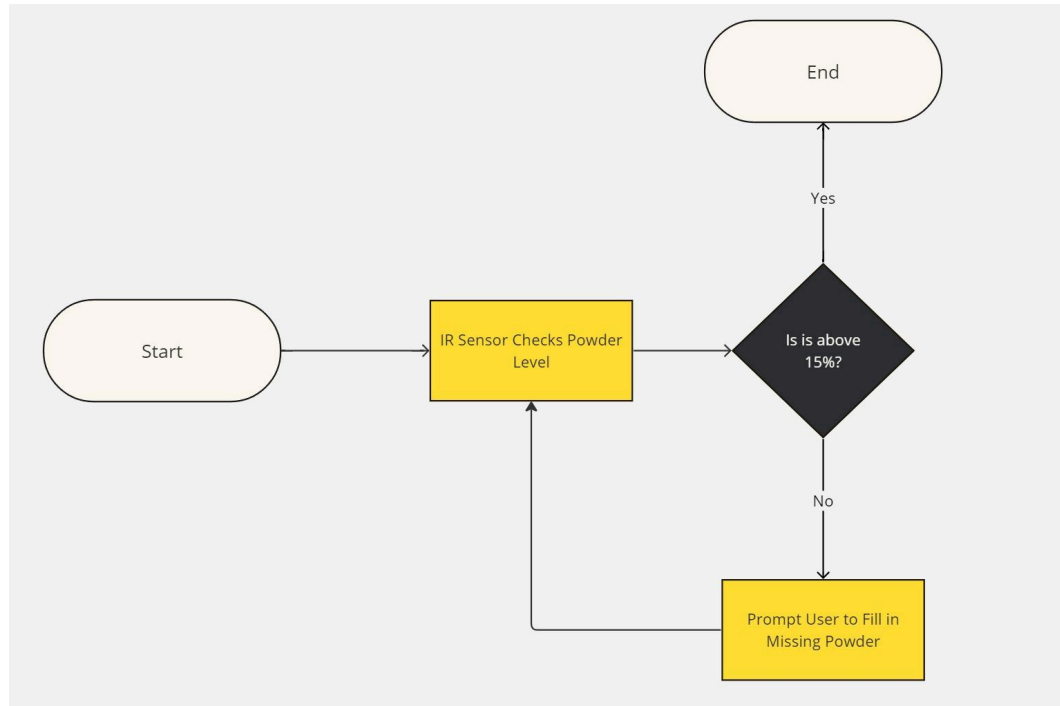 End
Yes
Start
IR Sensor Checks Powder
Level
Is is above
15%?
No
Prompt User to Fill in
Missing Powder